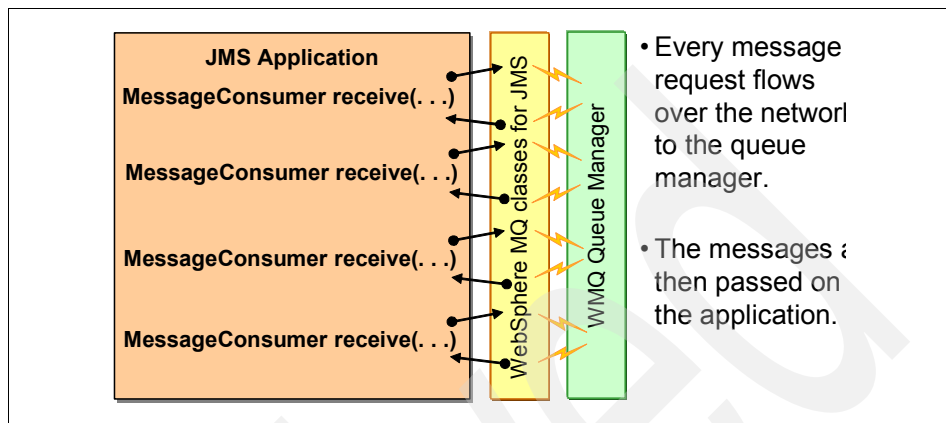 JMS Application
MessageConsumer receive(. . .)
MessageConsumer receive(. . .)
MessageConsumer receive(. . .)
MessageConsumer receive(. . .)
WebSphere MQ classes for JMS
WMQ Queue Manager
• Every message
request flows
over the network
to the queue
manager.
• The messages a
then passed on
the application.